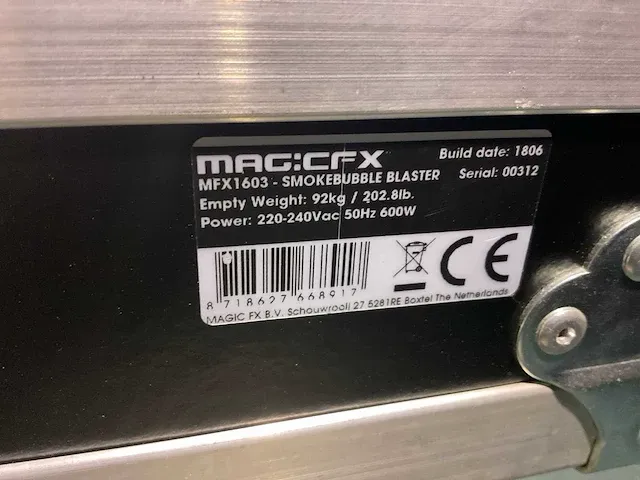 MAGICFX
Build date: 1806
MFX1603 - SMOKEBUBBLE BLASTER
Serial: 00312
Empty Weight: 92kg / 202.8lb.
Power: 220-240Vac 50Hz 600W
CE
8 718627 668917
MAGIC FX B.V. Schouwrooij 27 5281RE Boxtel The Netherlands